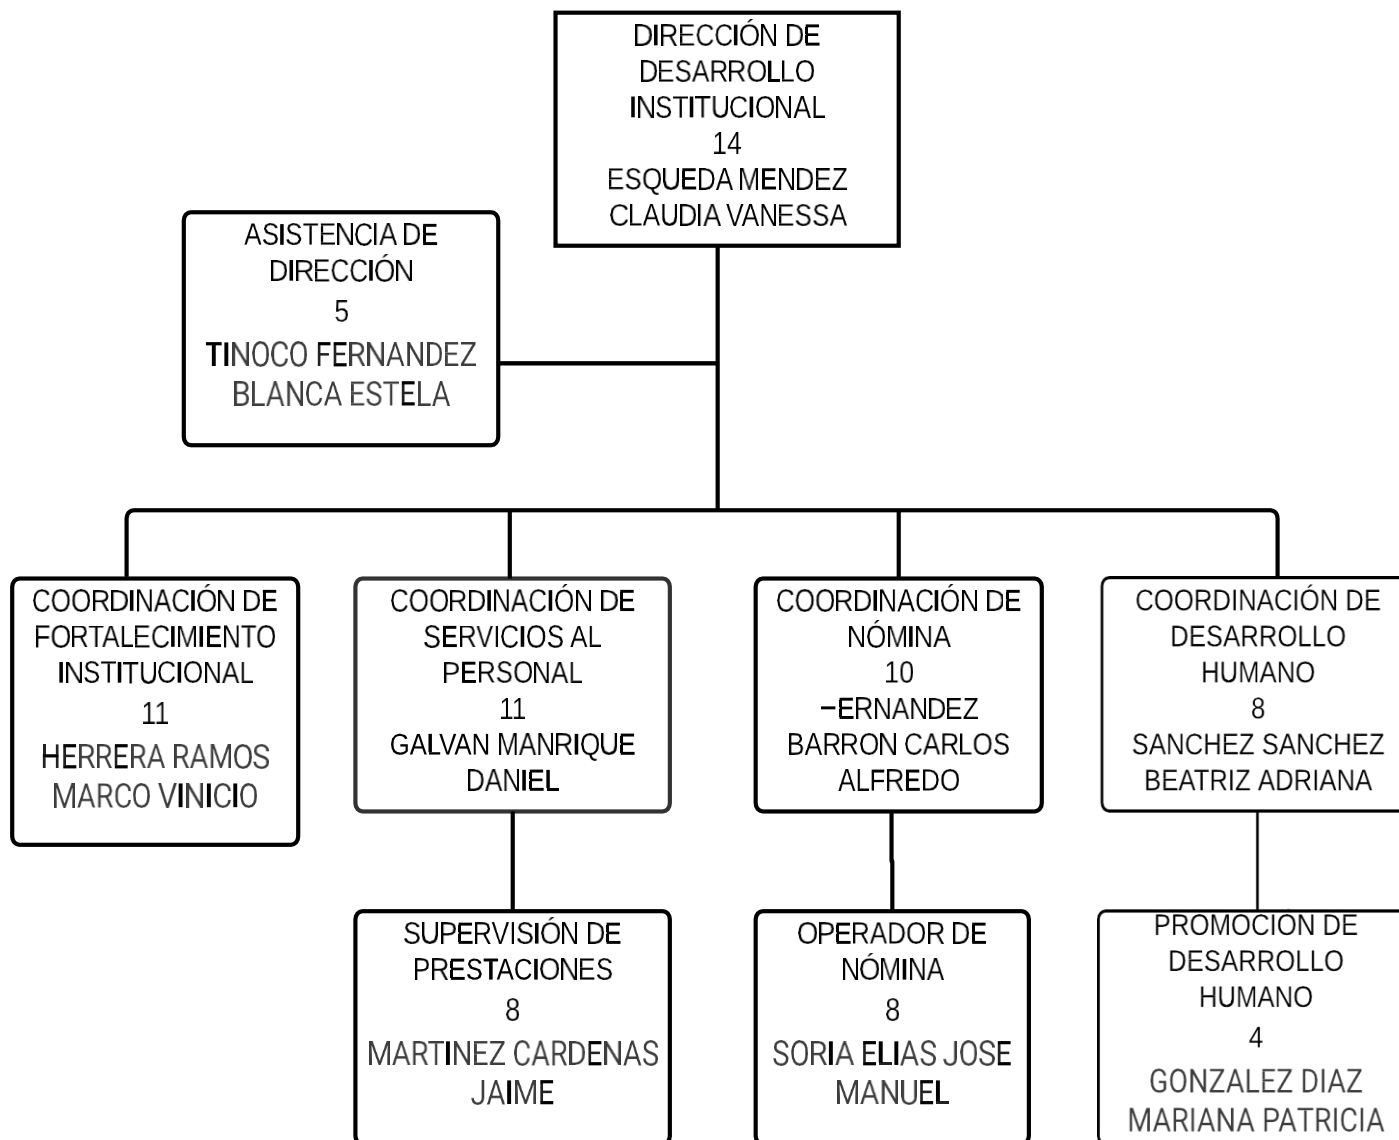 DIRECCIÓN DE
DESARROLLO
INSTITUCIONAL
14
ESQUEDA MENDEZ
CLAUDIA VANESSA
ASISTENCIA DE
DIRECCIÓN
5
TINOCO FERNANDEZ
BLANCA ESTELA
COORDINACIÓN DE
FORTALECIMIENTO
INSTITUCIONAL
11
HERRERA RAMOS
MARCO VINICIO
COORDINACIÓN DE
SERVICIOS AL
PERSONAL
11
GALVAN MANRIQUE
DANIEL
COORDINACIÓN DE
NÓMINA
10
-ERNANDEZ
BARRON CARLOS
ALFREDO
COORDINACIÓN DE
DESARROLLO
HUMANO
8
SANCHEZ SANCHEZ
BEATRIZ ADRIANA
SUPERVISIÓN DE
PRESTACIONES
8
MARTINEZ CARDENAS
JAIME
OPERADOR DE
NÓMINA
8
SORIA ELIAS JOSE
MANUEL
PROMOCION DE
DESARROLLO
HUMANO
4
GONZALEZ DIAZ
MARIANA PATRICIA